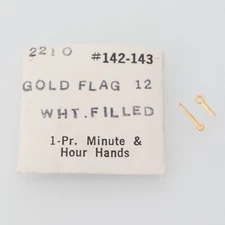 2210 #142-143
GOLD FLAG 12
WHT. FILLED
1-Pr. Minute &
Hour Hands